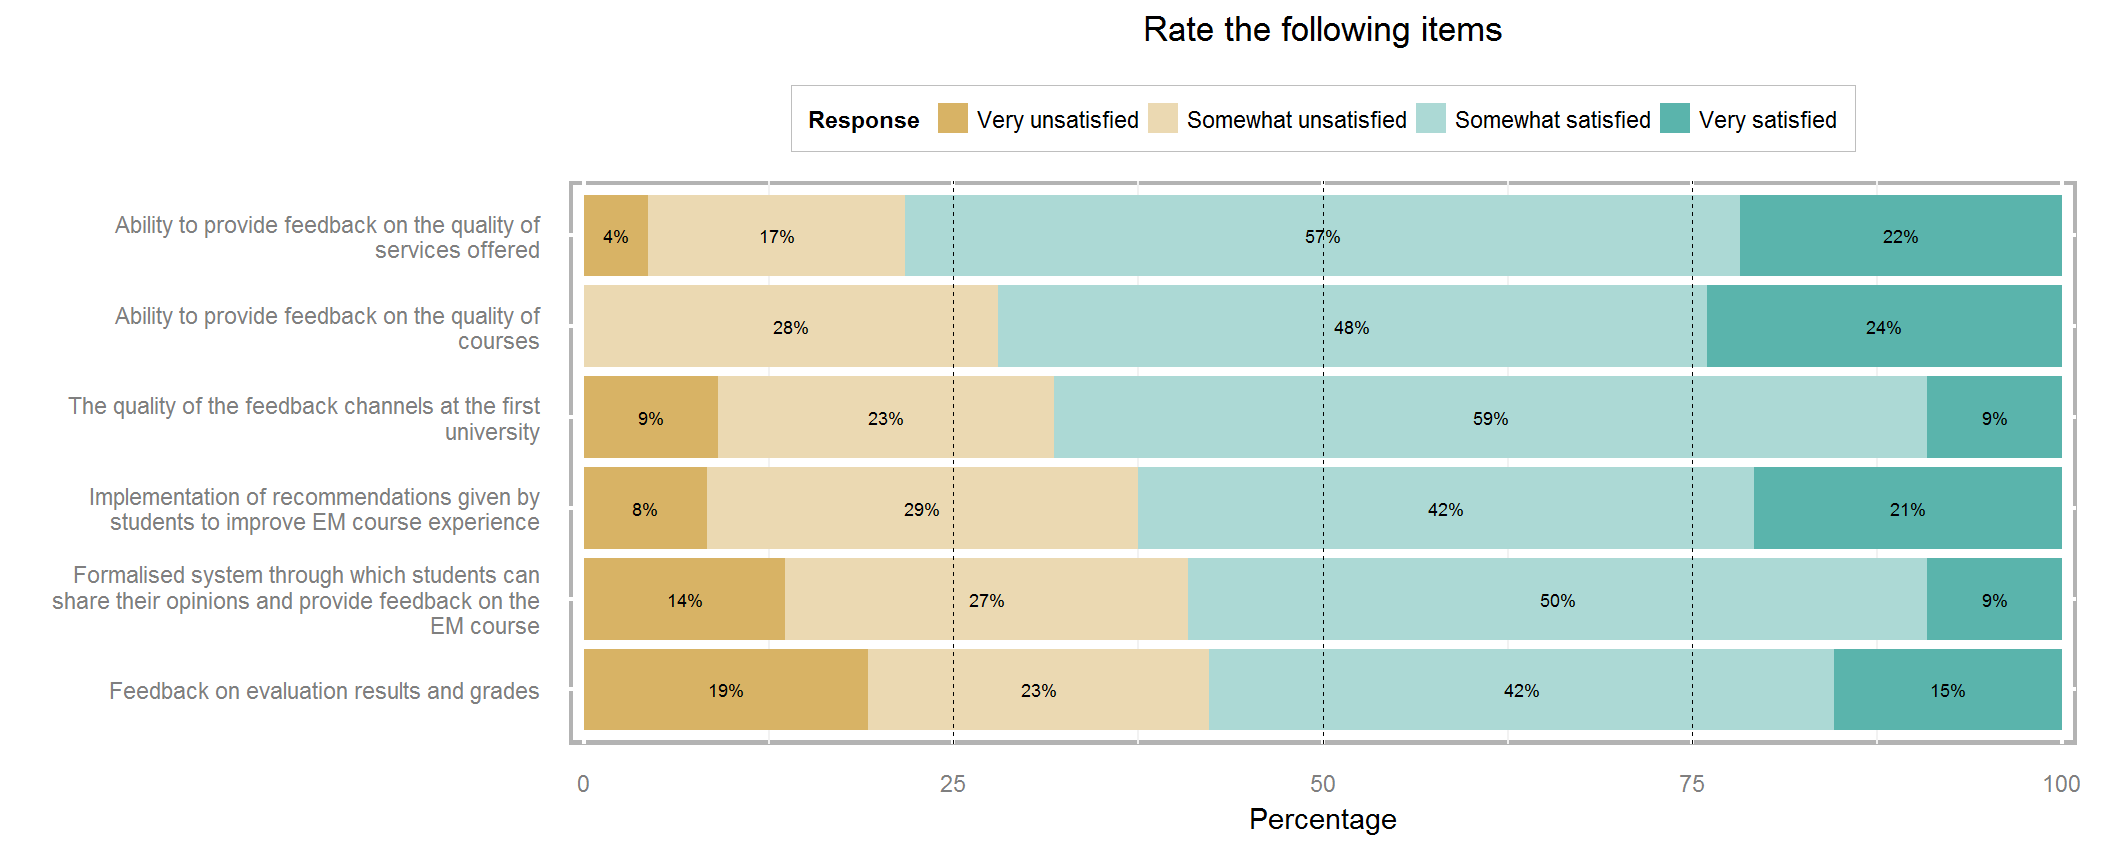 Rate the following items
Response Very unsatisfied Somewhat unsatisfied Somewhat satisfied Very satisfied
Ability to provide feedback on the quality of
services offered
4% 17% 57% 22%
Ability to provide feedback on the quality of
courses
28% 48% 24%
The quality of the feedback channels at the first
university
9% 23% 59% 9%
Implementation of recommendations given by
students to improve EM course experience
8% 29% 42% 21%
Formalised system through which students can
share their opinions and provide feedback on the
EM course
14% 27% 50% 9%
Feedback on evaluation results and grades
19% 23% 42% 15%
0 25 50 75 100
Percentage